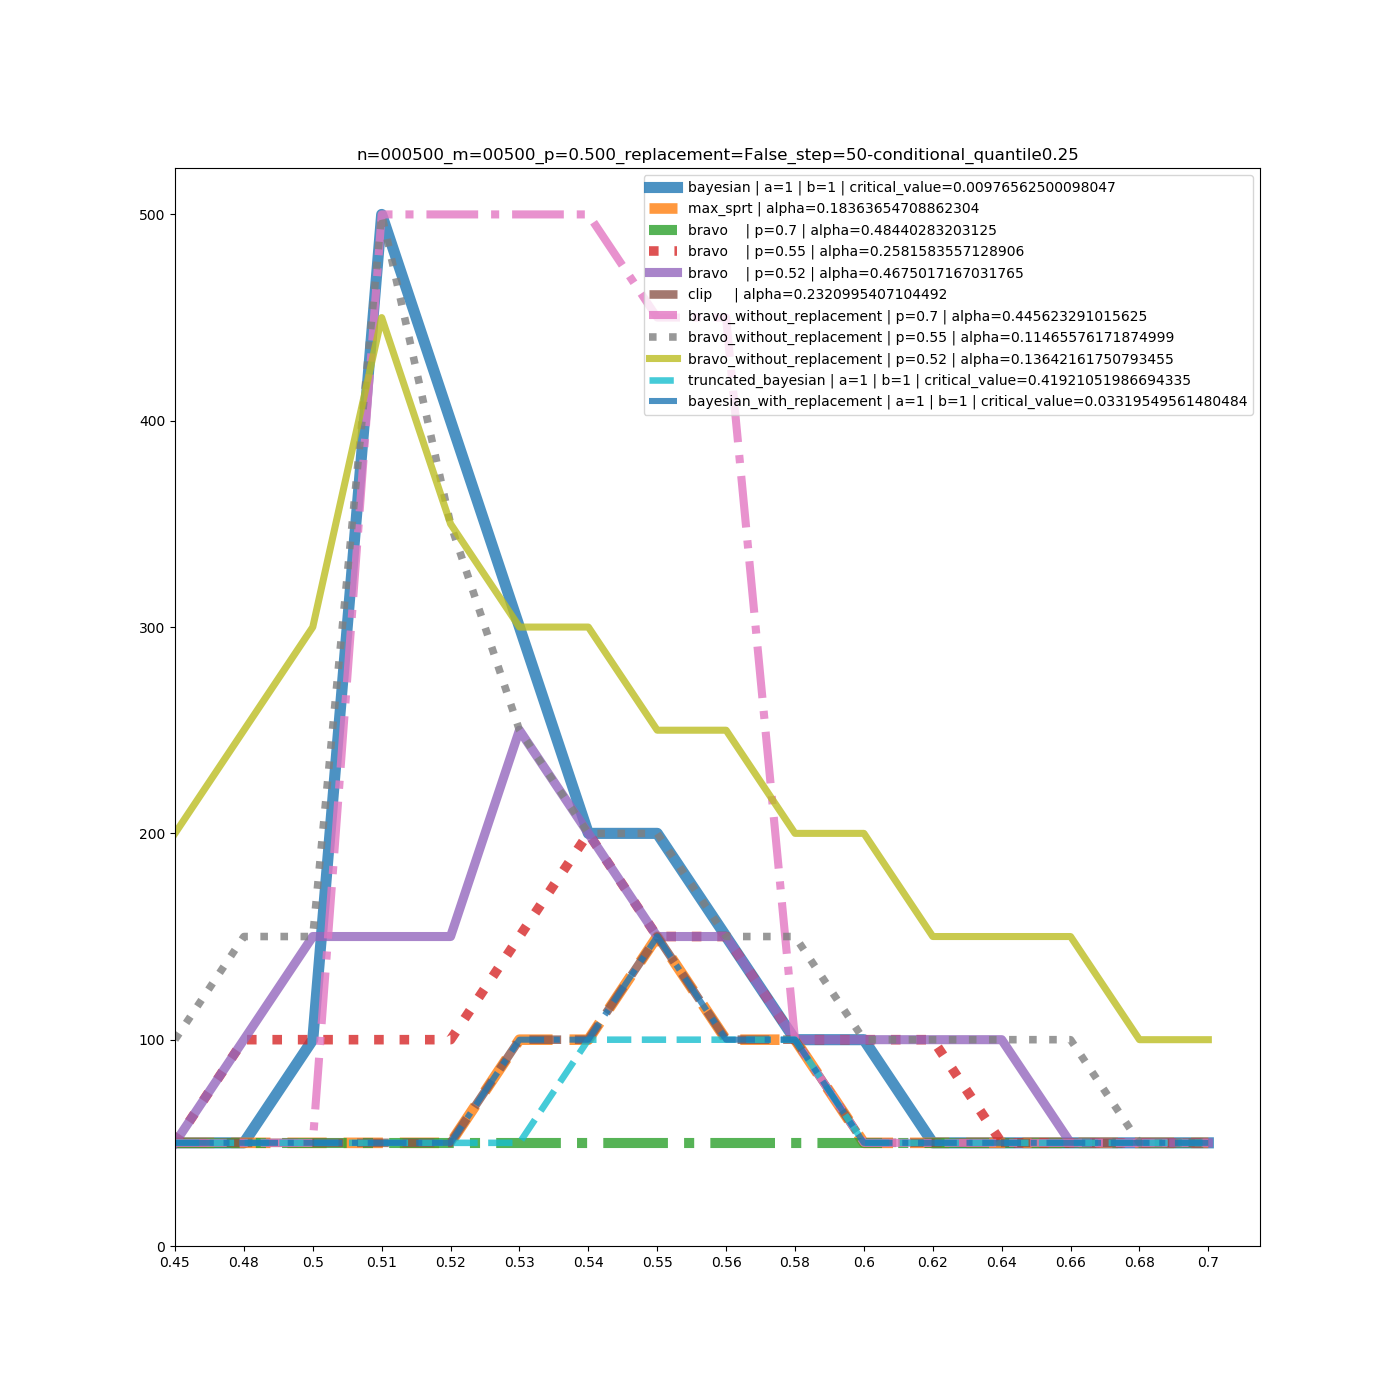 n=000500_m=00500_p=0.500_replacement=False_step=50-conditional_quantile0.25
bayesian | a=1 | b=1 | critical_value=0.00976562500098047
max_sprt | alpha=0.18363654708862304
bravo | p=0.7 | alpha=0.48440283203125
bravo | p=0.55 | alpha=0.2581583557128906
bravo | p=0.52 | alpha=0.4675017167031765
clip | alpha=0.2320995407104492
bravo_without_replacement | p=0.7 | alpha=0.445623291015625
bravo_without_replacement | p=0.55 | alpha=0.11465576171874999
bravo_without_replacement | p=0.52 | alpha=0.13642161750793455
truncated_bayesian | a=1 | b=1 | critical_value=0.41921051986694335
bayesian_with_replacement | a=1 | b=1 | critical_value=0.03319549561480484
500
400
300
200
100
0
0.45 0.48 0.5 0.51 0.52 0.53 0.54 0.55 0.56 0.58 0.6 0.62 0.64 0.66 0.68 0.7